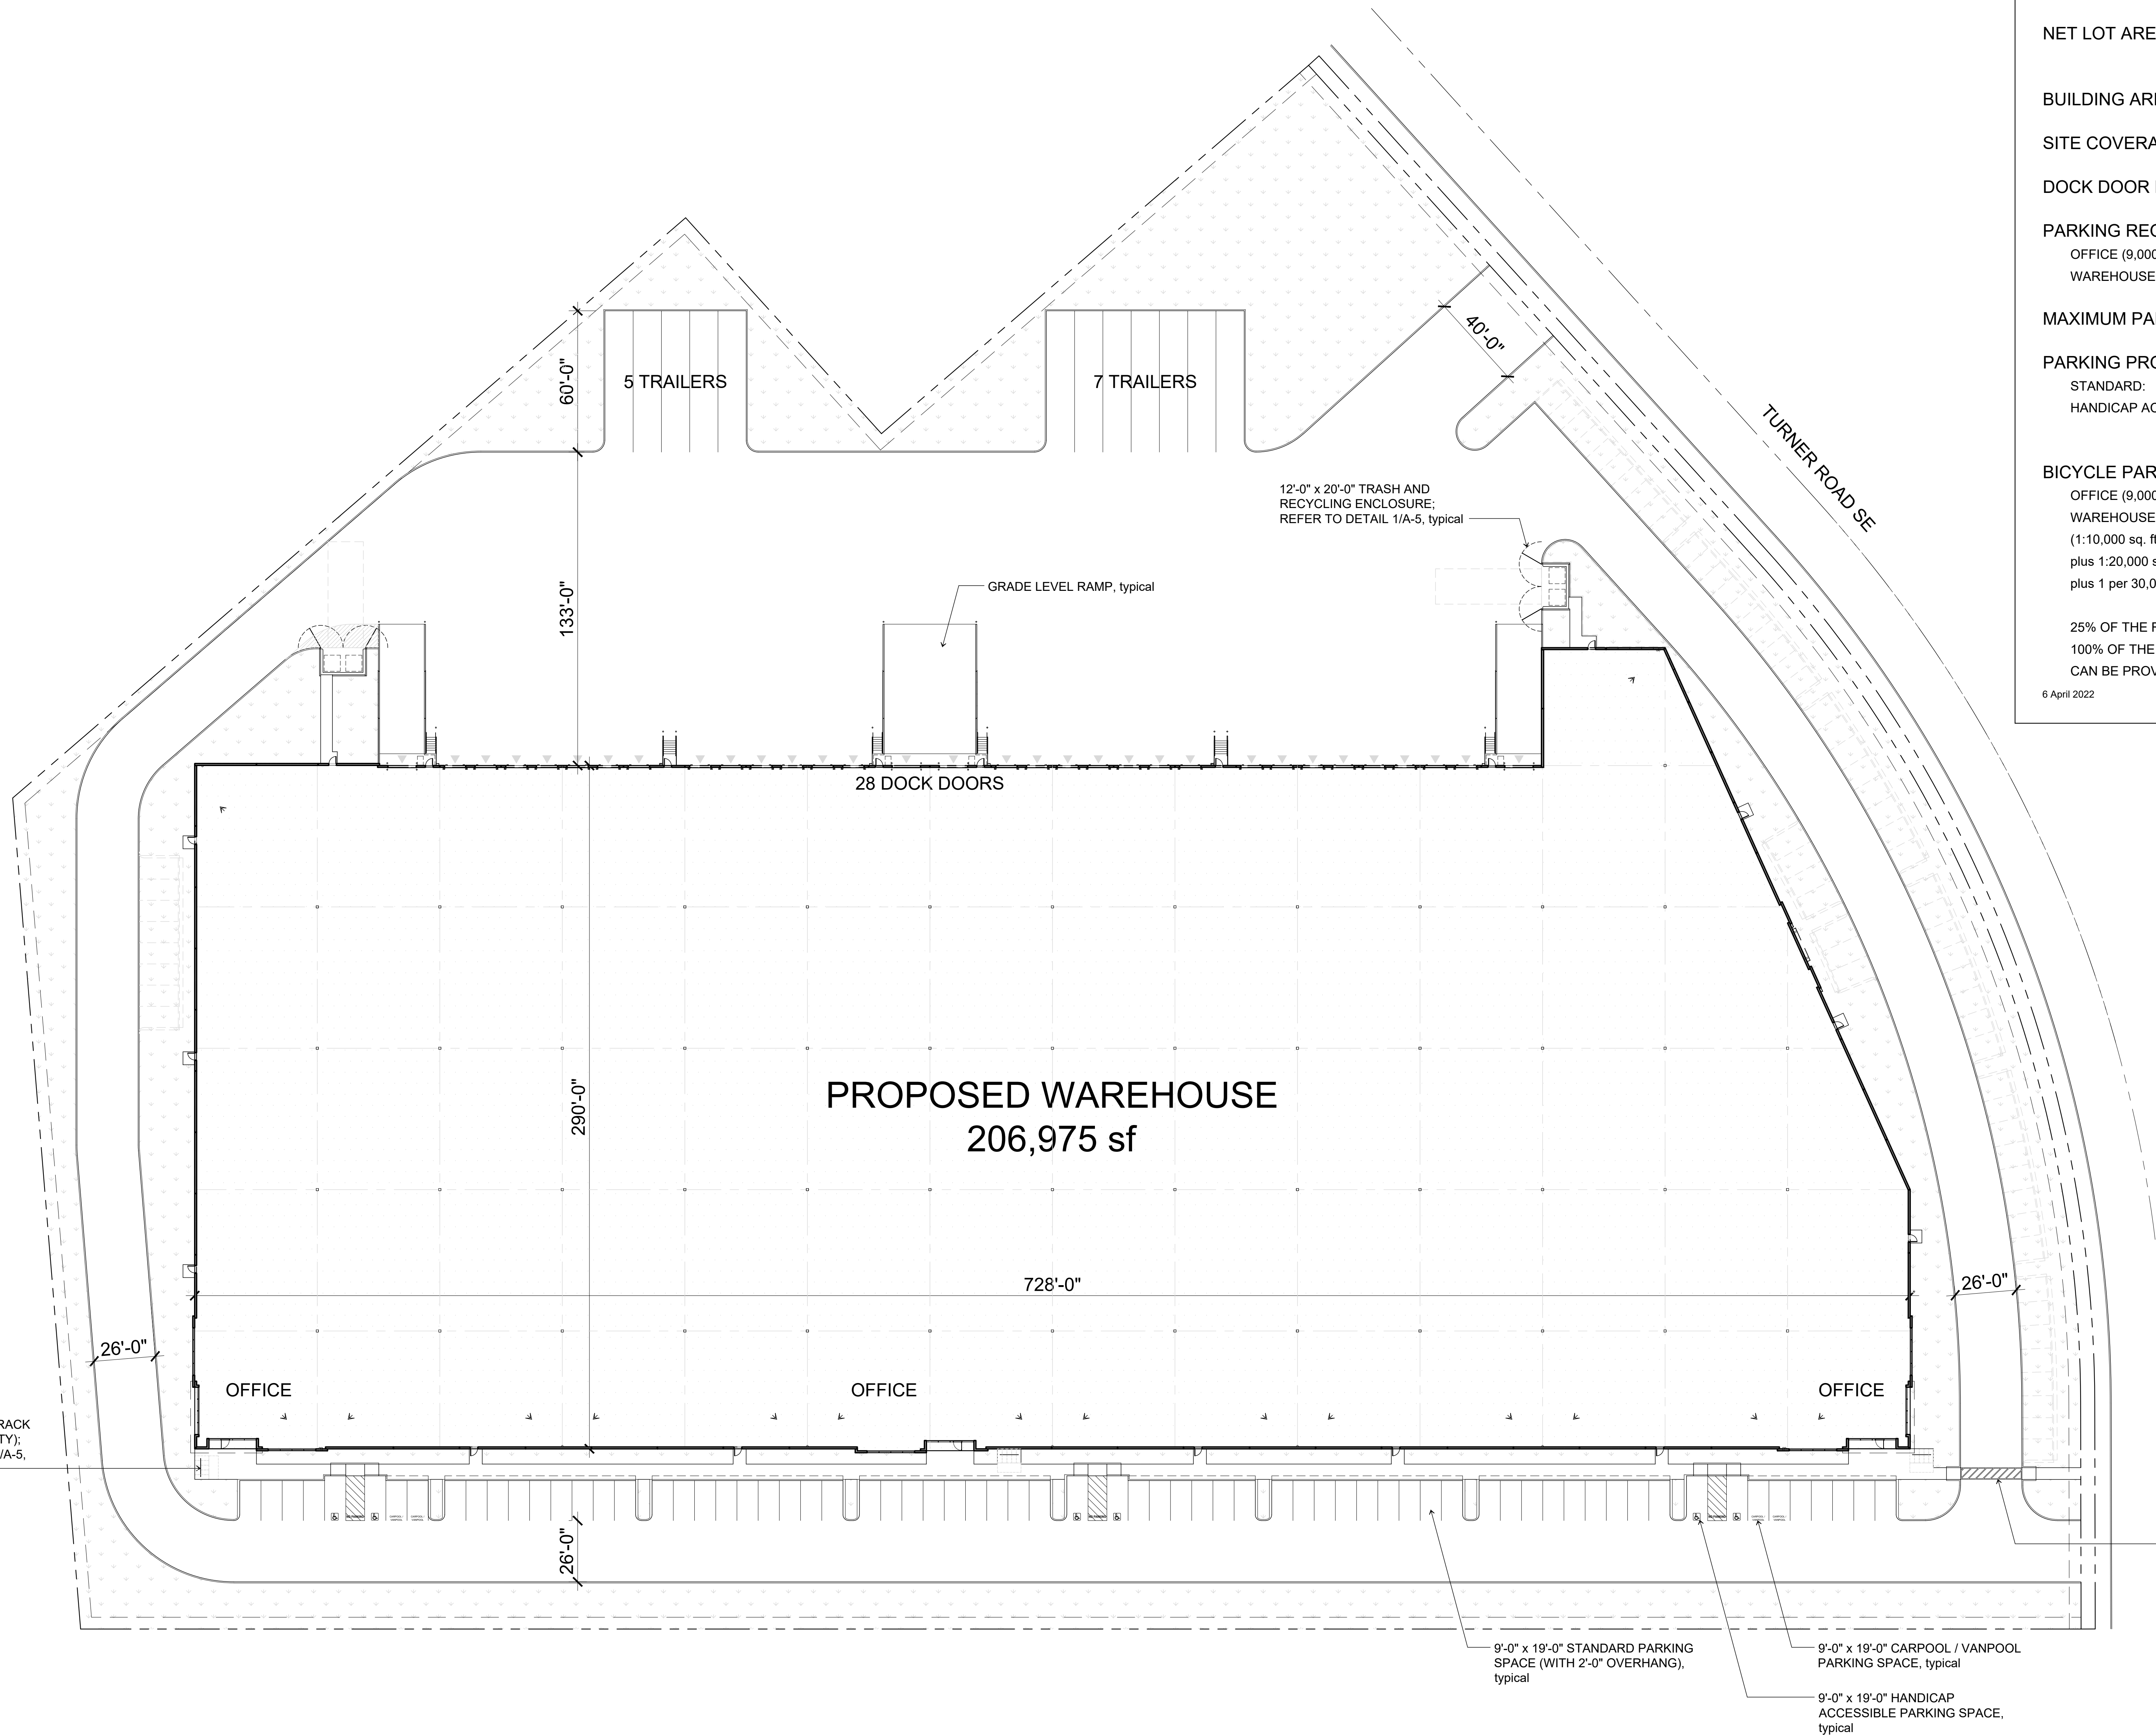 NET LOT ARE
BUILDING ARE
SITE COVERA
DOCK DOOR
PARKING REQ
OFFICE (9,000
WAREHOUSE
MAXIMUM PA
PARKING PRO
STANDARD:
HANDICAP AC
BICYCLE PAR
OFFICE (9,000
WAREHOUSE
(1:10,000 sq. ft
plus 1:20,000 s
plus 1 per 30,0
25% OF THE R
100% OF THE
CAN BE PROV
6 April 2022
40'-0"
60'-0"
5 TRAILERS
7 TRAILERS
TURNER ROAD SE
12'-0" x 20'-0" TRASH AND
RECYCLING ENCLOSURE;
REFER TO DETAIL 1/A-5, typical
133'-0"
GRADE LEVEL RAMP, typical
28 DOCK DOORS
PROPOSED WAREHOUSE
206,975 sf
290'-0"
728'-0"
26'-0"
26'-0"
OFFICE
OFFICE
OFFICE
RACK
TY);
/A-5,
26'-0"
9'-0" x 19'-0" STANDARD PARKING
SPACE (WITH 2'-0" OVERHANG),
typical
9'-0" x 19'-0" CARPOOL / VANPOOL
PARKING SPACE, typical
9'-0" x 19'-0" HANDICAP
ACCESSIBLE PARKING SPACE,
typical